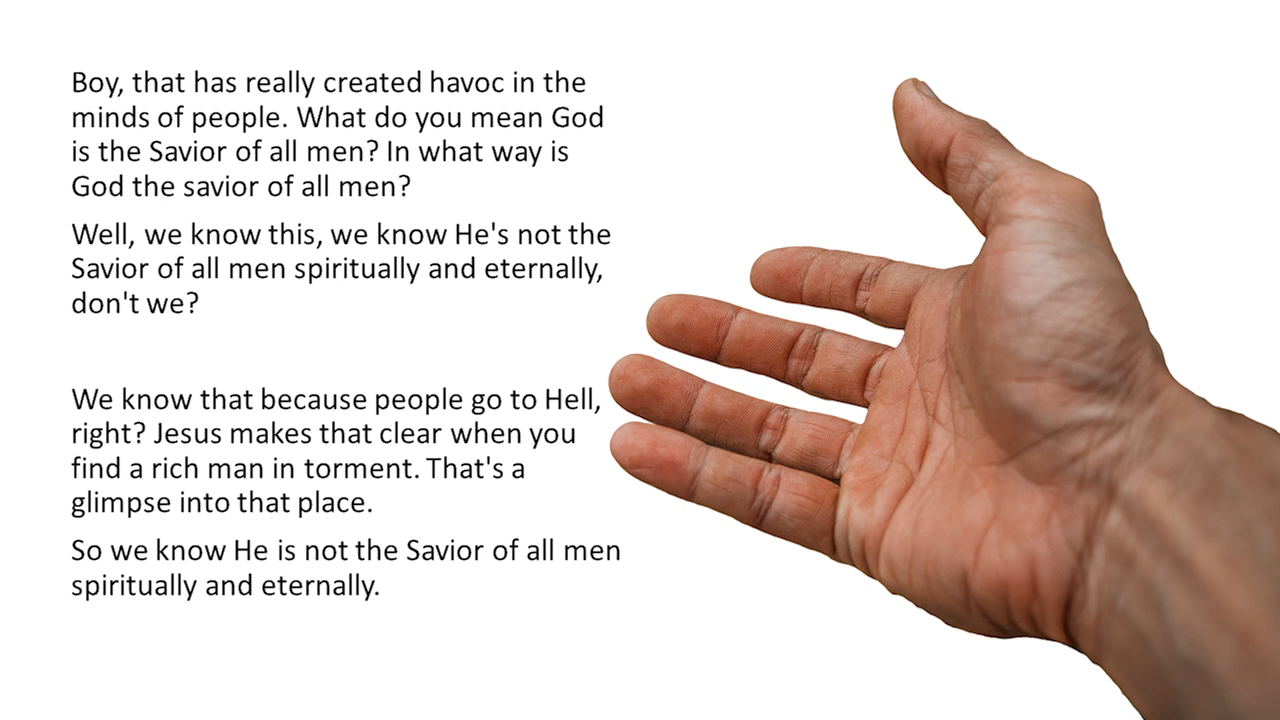 Boy, that has really created havoc in the
minds of people. What do you mean God
is the Savior of all men? In what way is
God the savior of all men?
Well, we know this, we know He's not the
Savior of all men spiritually and eternally,
don't we?
We know that because people go to Hell,
right? Jesus makes that clear when you
find a rich man in torment. That's a
glimpse into that place.
So we know He is not the Savior of all men
spiritually and eternally.